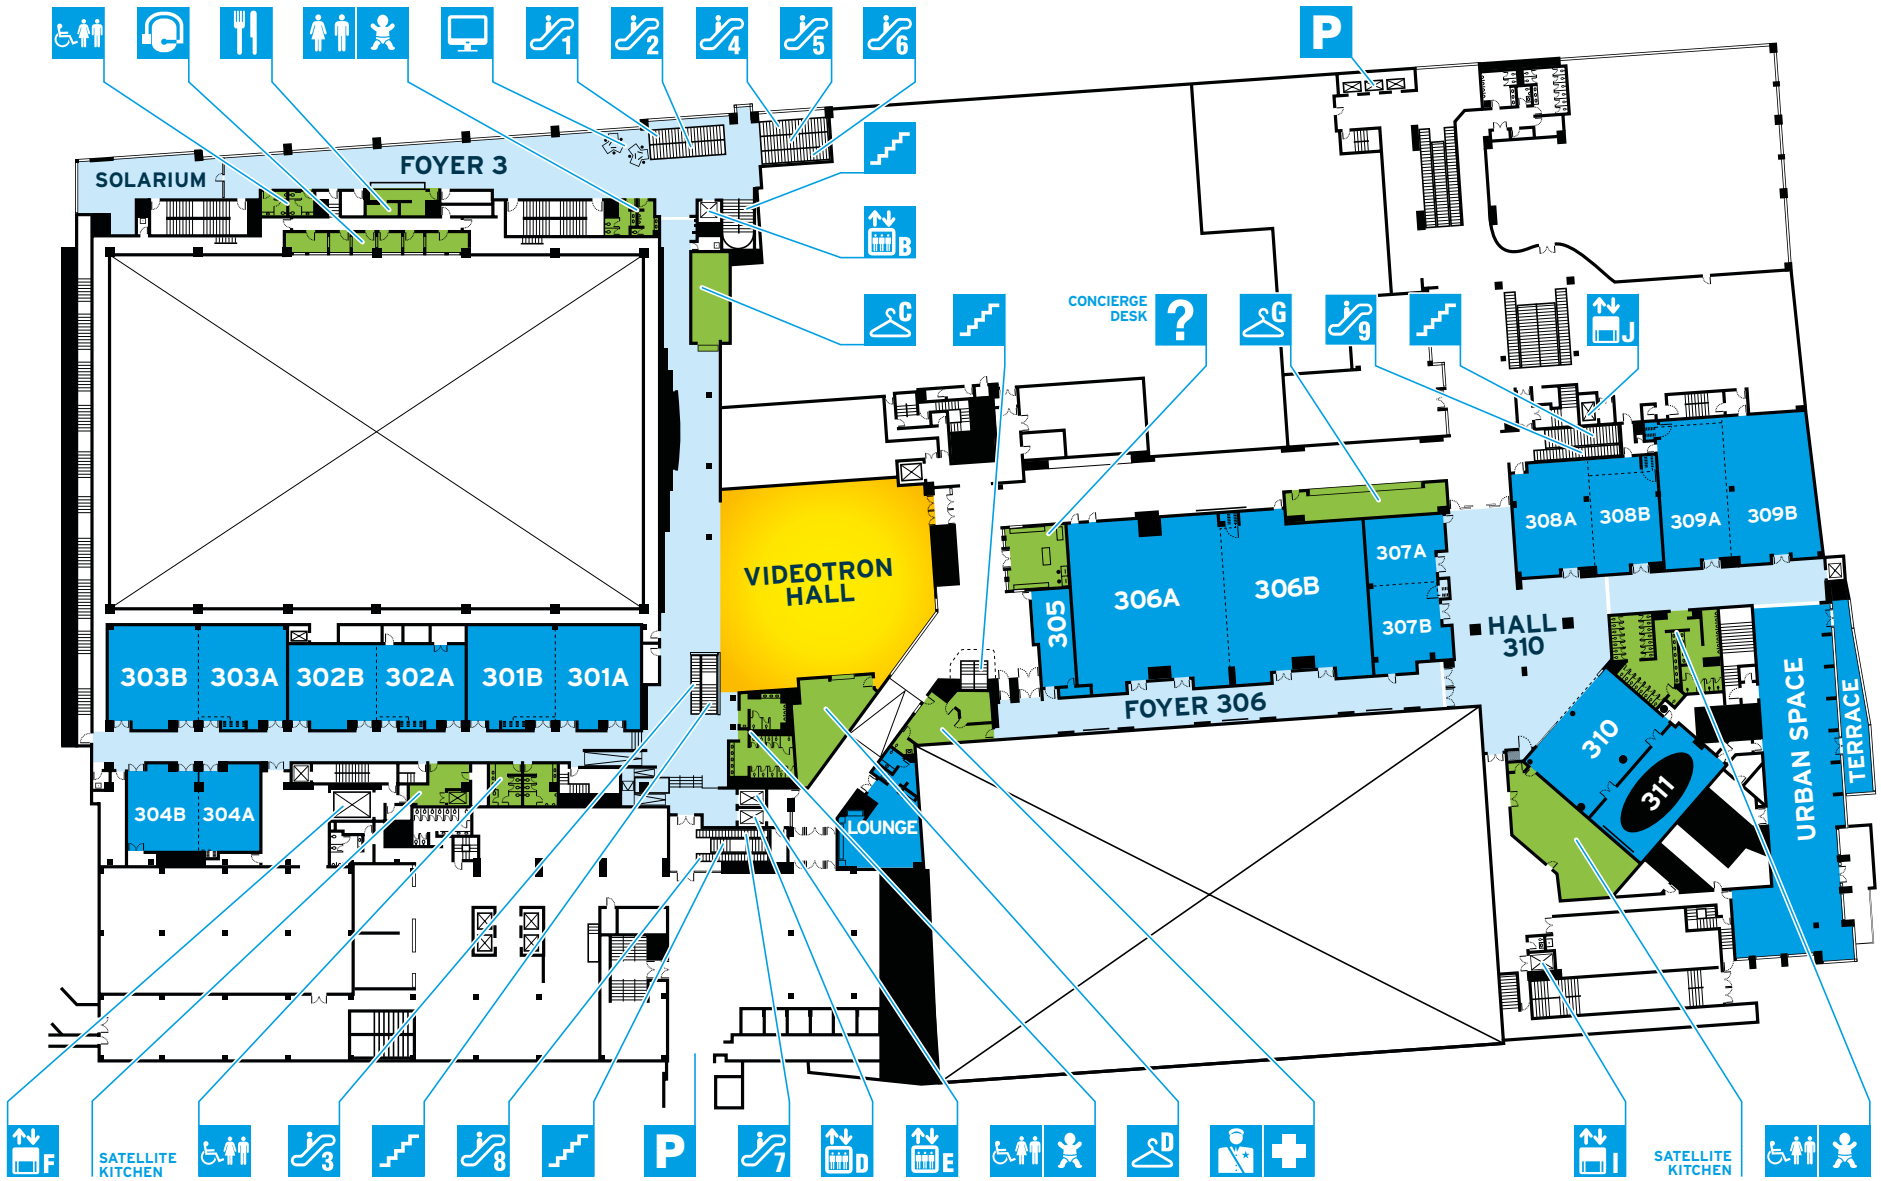 1
2
4
5
6
P
FOYER 3
SOLARIUM
B
C
CONCIERGE
DESK
?
G
9
J
VIDEOTRON
HALL
308A
308B
309A
309B
306A
306B
307A
307B
305
HALL
310
303B
303A
302B
302A
301B
301A
FOYER 306
304B
304A
LOUNGE
310
311
URBAN SPACE
TERRACE
F
SATELLITE
KITCHEN
3
8
P
7
D
E
D
I
SATELLITE
KITCHEN